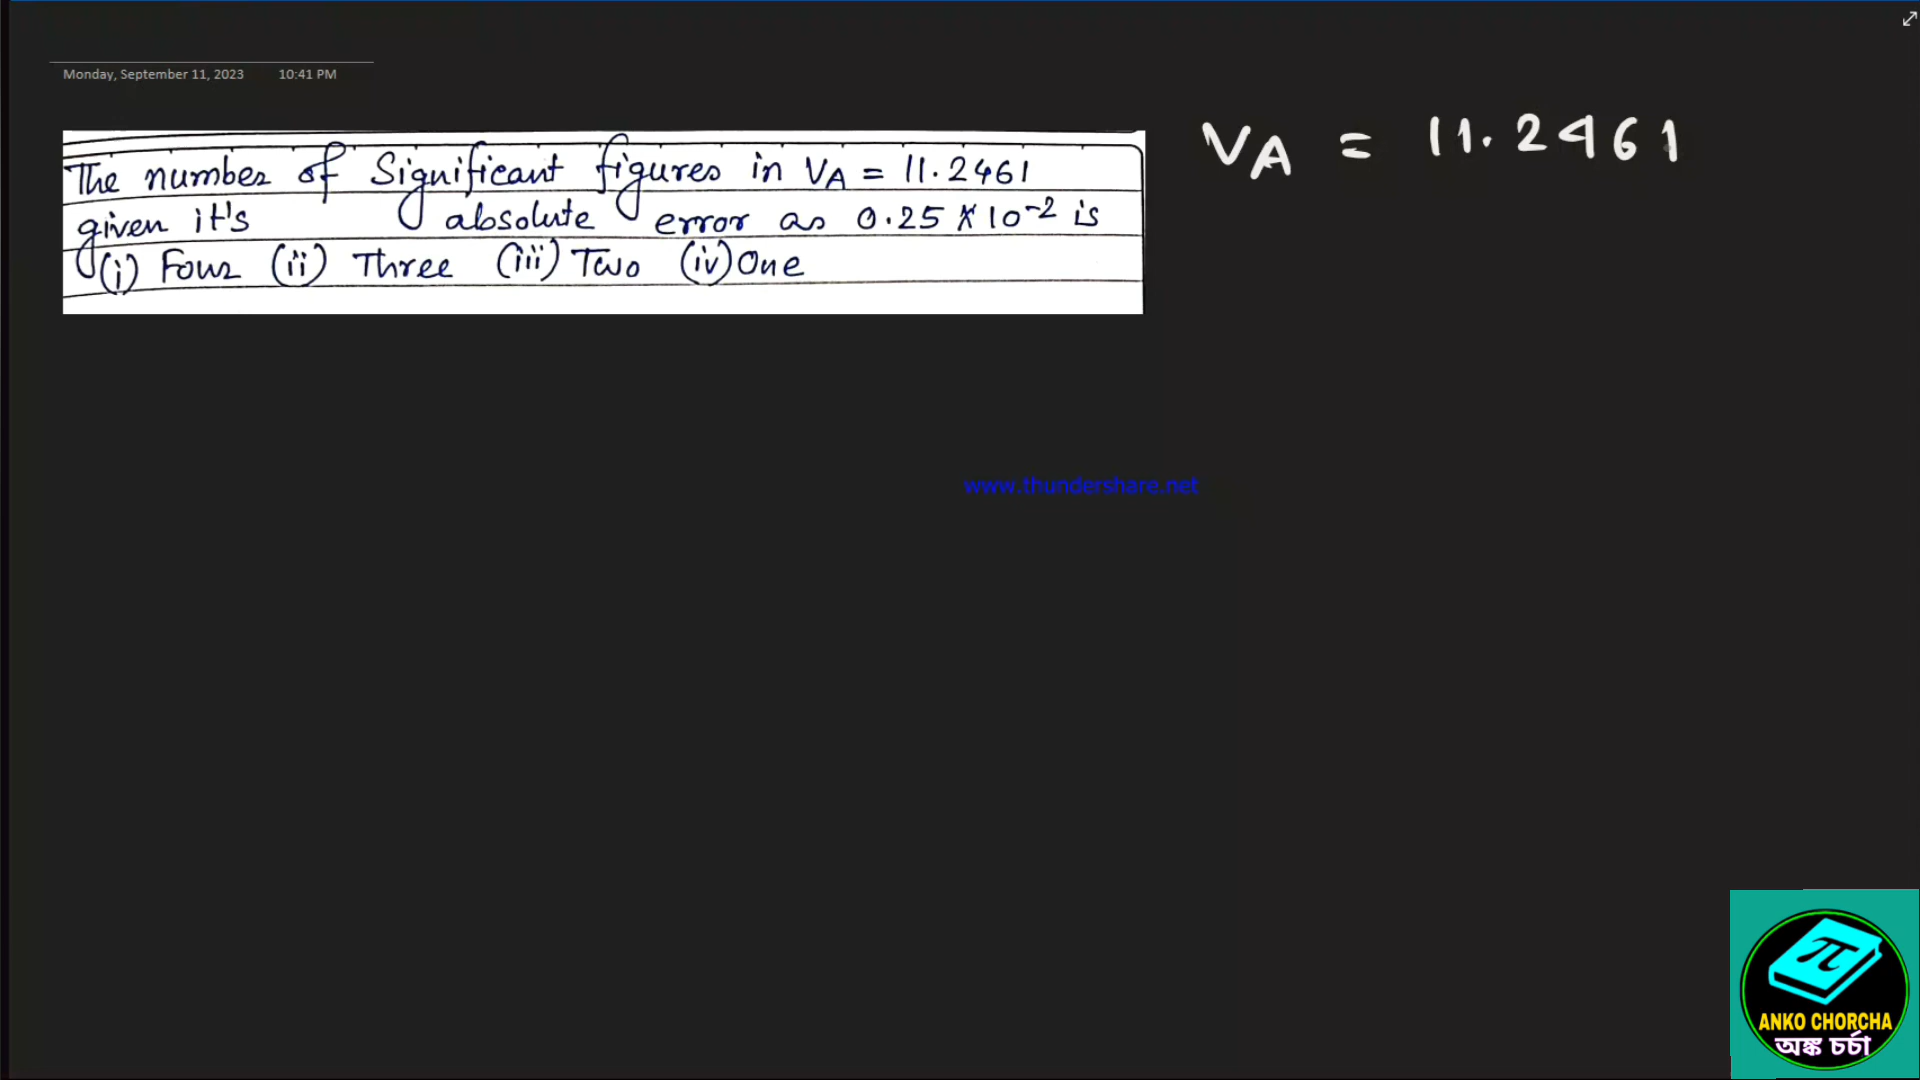 Monday, September 11, 2023 10:41 PM
The number of Significant figures in VA = 11.2461
given it's absolute error as 0.25 × 10⁻² is
(i) Four (ii) Three (iii) Two (iv) One
VA = 11.2461
www.thundershare.net
π
ANKO CHORCHA
অঙ্ক চর্চা